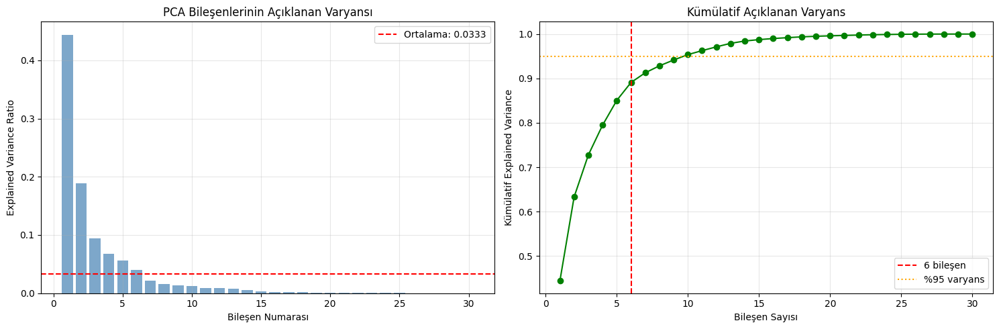 PCA Bileşenlerinin Açıklanan Varyansı
Ortalama: 0.0333
Explained Variance Ratio
0.4
0.3
0.2
0.1
0.0
0 5 10 15 20 25 30
Bileşen Numarası
Kümülatif Açıklanan Varyans
Kümülatif Explained Variance
1.0
0.9
0.8
0.7
0.6
0.5
6 bileşen
%95 varyans
0 5 10 15 20 25 30
Bileşen Sayısı